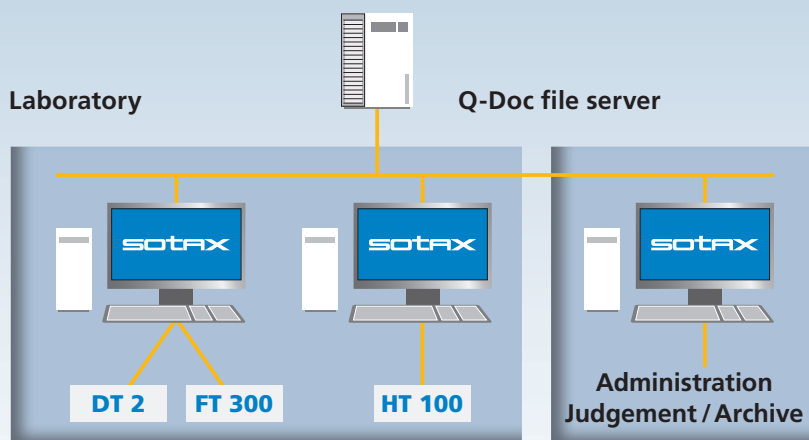 Laboratory
Q-Doc file server
sotax
sotax
sotax
DT 2
FT 300
HT 100
Administration
Judgement / Archive